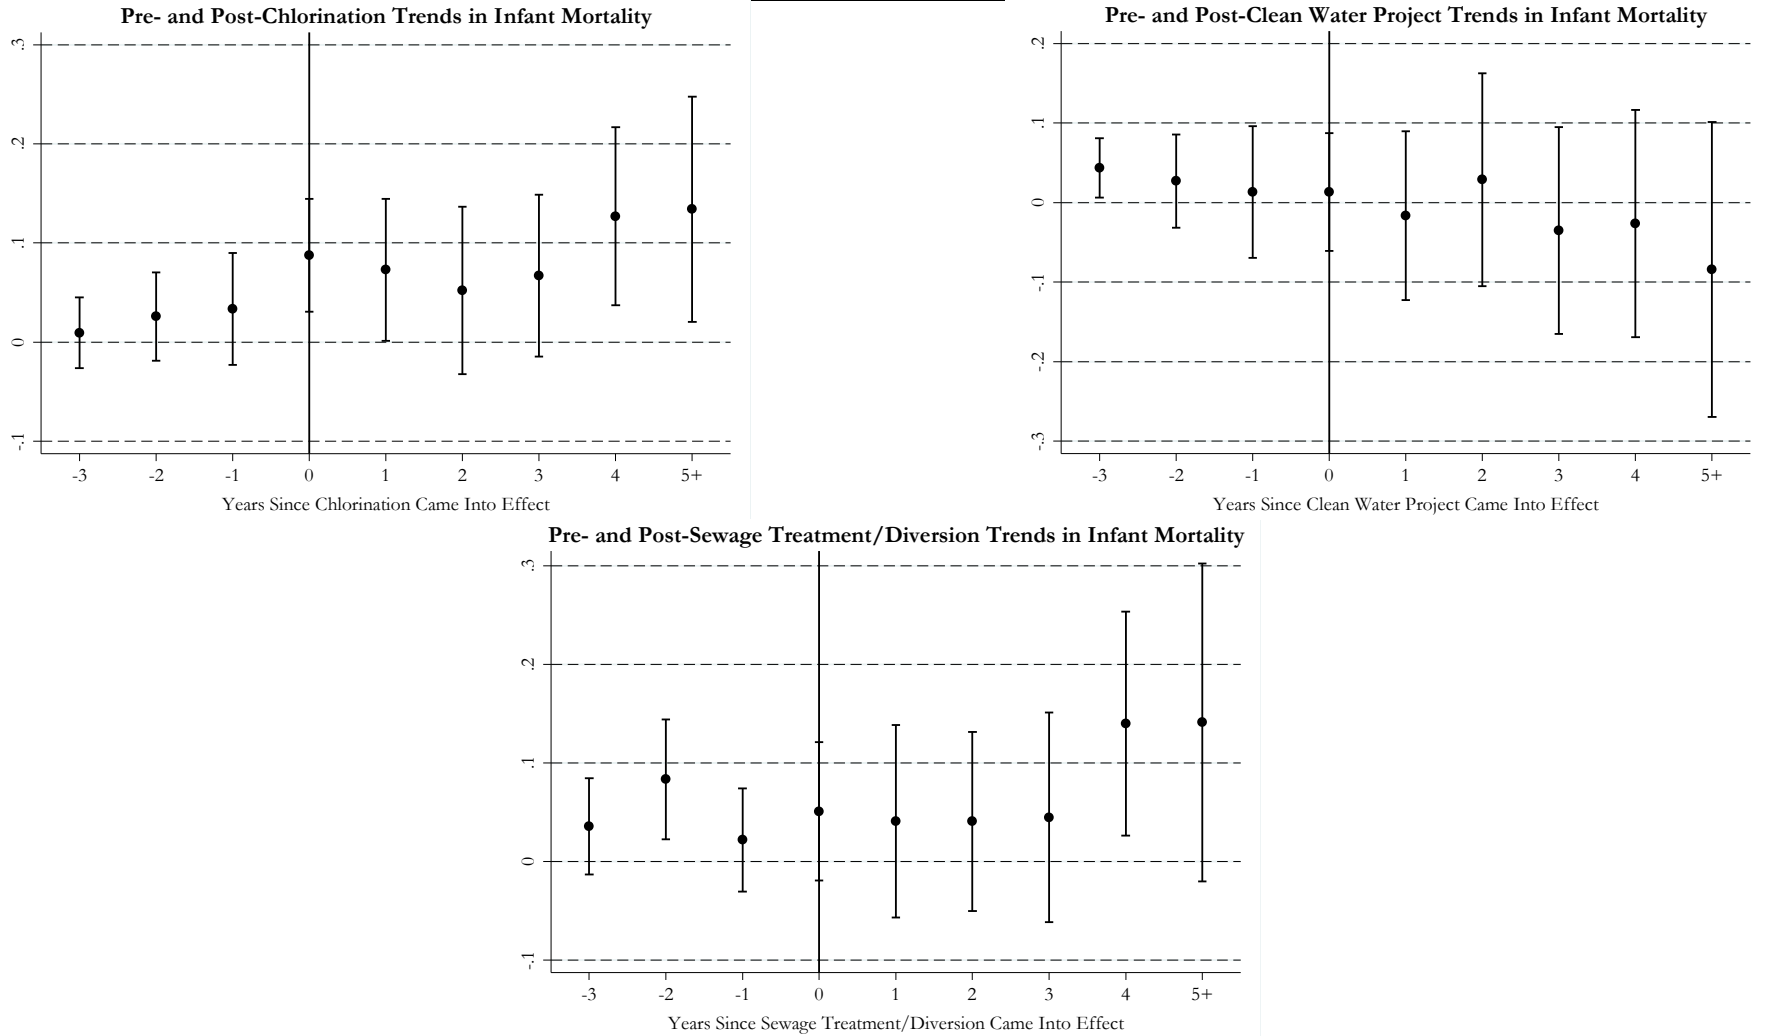 Pre- and Post-Chlorination Trends in Infant Mortality
.3
.2
.1
0
-.1
-3 -2 -1 0 1 2 3 4 5+
Years Since Chlorination Came Into Effect
Pre- and Post-Clean Water Project Trends in Infant Mortality
.2
.1
0
-.1
-.2
-.3
-3 -2 -1 0 1 2 3 4 5+
Years Since Clean Water Project Came Into Effect
Pre- and Post-Sewage Treatment/Diversion Trends in Infant Mortality
.3
.2
.1
0
-.1
-3 -2 -1 0 1 2 3 4 5+
Years Since Sewage Treatment/Diversion Came Into Effect